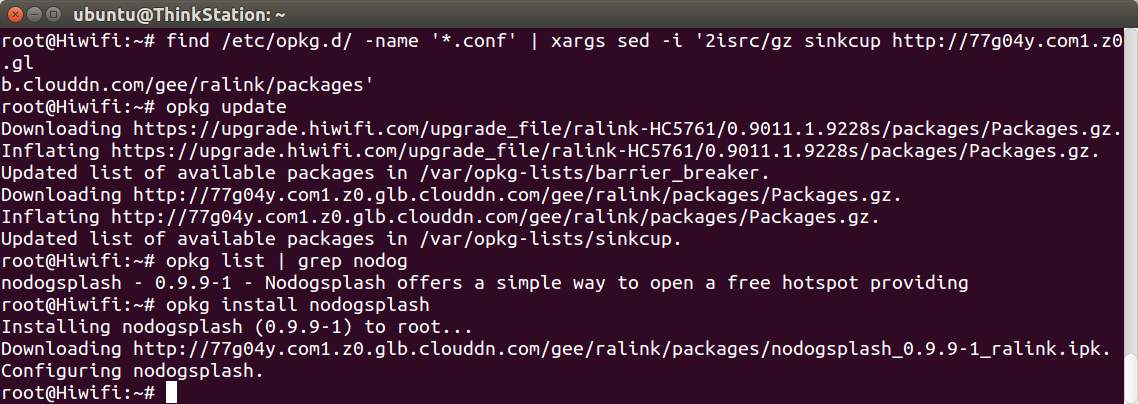 ubuntu@ThinkStation: ~
root@Hiwifi:~# find /etc/opkg.d/ -name '*.conf' | xargs sed -i '2isrc/gz sinkcup http://77g04y.com1.z0
.gl
b.clouddn.com/gee/ralink/packages'
root@Hiwifi:~# opkg update
Downloading https://upgrade.hiwifi.com/upgrade_file/ralink-HC5761/0.9011.1.9228s/packages/Packages.gz.
Inflating https://upgrade.hiwifi.com/upgrade_file/ralink-HC5761/0.9011.1.9228s/packages/Packages.gz.
Updated list of available packages in /var/opkg-lists/barrier_breaker.
Downloading http://77g04y.com1.z0.glb.clouddn.com/gee/ralink/packages/Packages.gz.
Inflating http://77g04y.com1.z0.glb.clouddn.com/gee/ralink/packages/Packages.gz.
Updated list of available packages in /var/opkg-lists/sinkcup.
root@Hiwifi:~# opkg list | grep nodog
nodogsplash - 0.9.9-1 - Nodogsplash offers a simple way to open a free hotspot providing
root@Hiwifi:~# opkg install nodogsplash
Installing nodogsplash (0.9.9-1) to root...
Downloading http://77g04y.com1.z0.glb.clouddn.com/gee/ralink/packages/nodogsplash_0.9.9-1_ralink.ipk.
Configuring nodogsplash.
root@Hiwifi:~#